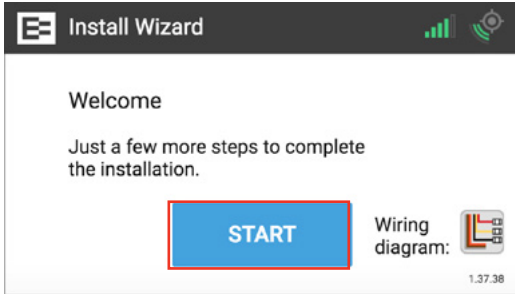 Install Wizard
Welcome
Just a few more steps to complete
the installation.
START
Wiring
diagram:
1.37.38